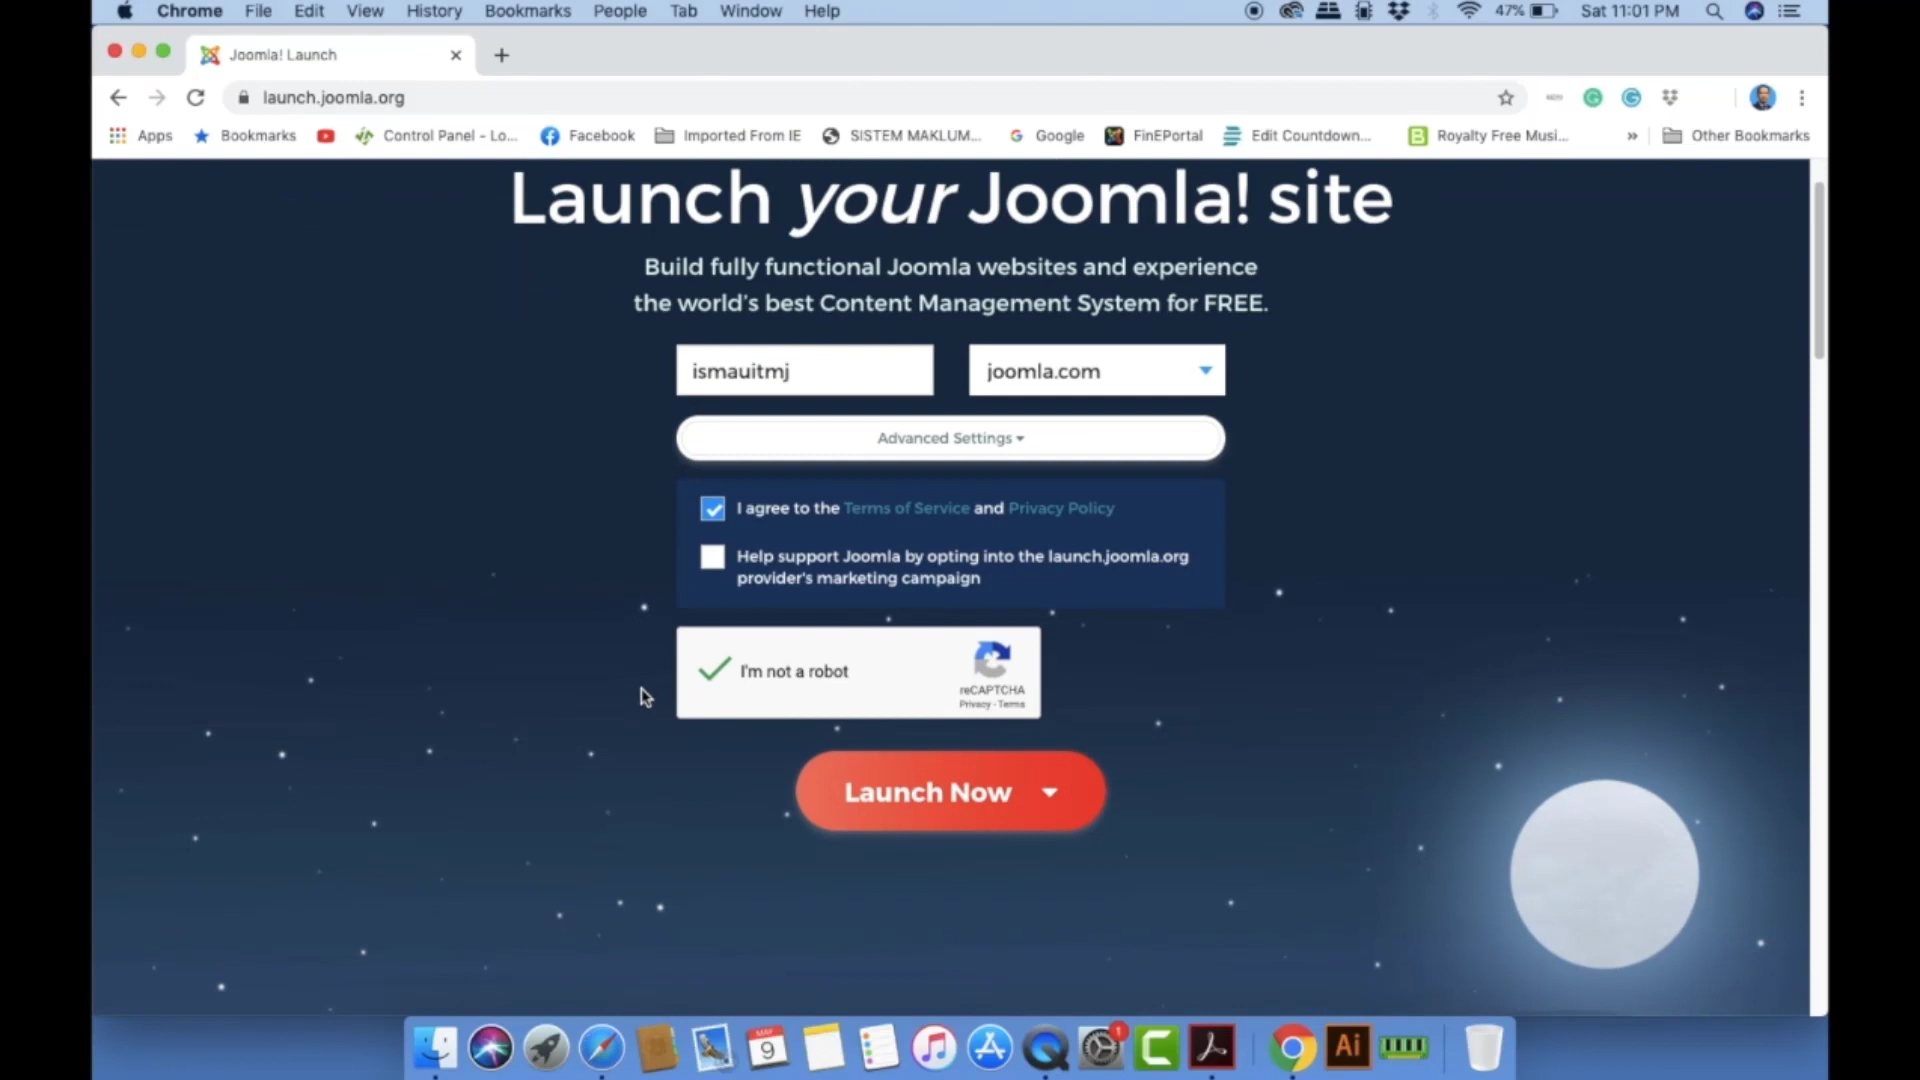 Chrome File Edit View History Bookmarks People Tab Window Help 47% Sat 11:01 PM
Joomla! Launch
launch.joomla.org
Apps Bookmarks Control Panel - Lo... Facebook Imported From IE SISTEM MAKLUM... Google FinEPortal Edit Countdown... Royalty Free Musi... » Other Bookmarks
Launch your Joomla! site
Build fully functional Joomla websites and experience
the world's best Content Management System for FREE.
ismauitmj joomla.com
Advanced Settings
I agree to the Terms of Service and Privacy Policy
Help support Joomla by opting into the launch.joomla.org
provider's marketing campaign
I'm not a robot
reCAPTCHA
Privacy - Terms
Launch Now
MAY
9
1
Ai